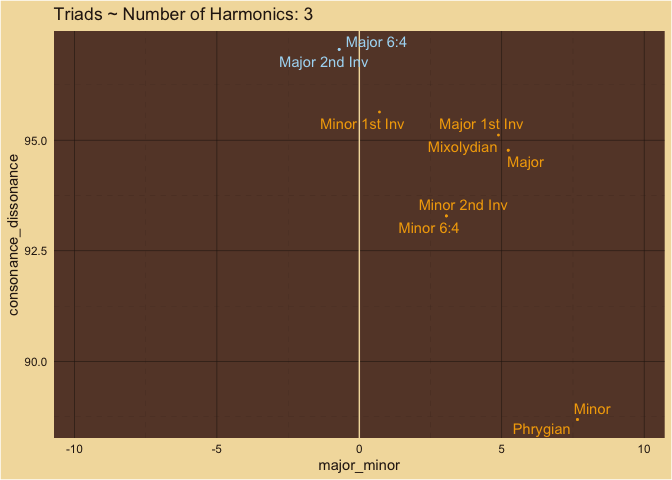 Triads ~ Number of Harmonics: 3
Major 6:4
Major 2nd Inv
Minor 1st Inv
Major 1st Inv
Mixolydian
Major
Minor 2nd Inv
Minor 6:4
Minor
Phrygian
95.0
92.5
90.0
consonance_dissonance
-10
-5
0
5
10
major_minor